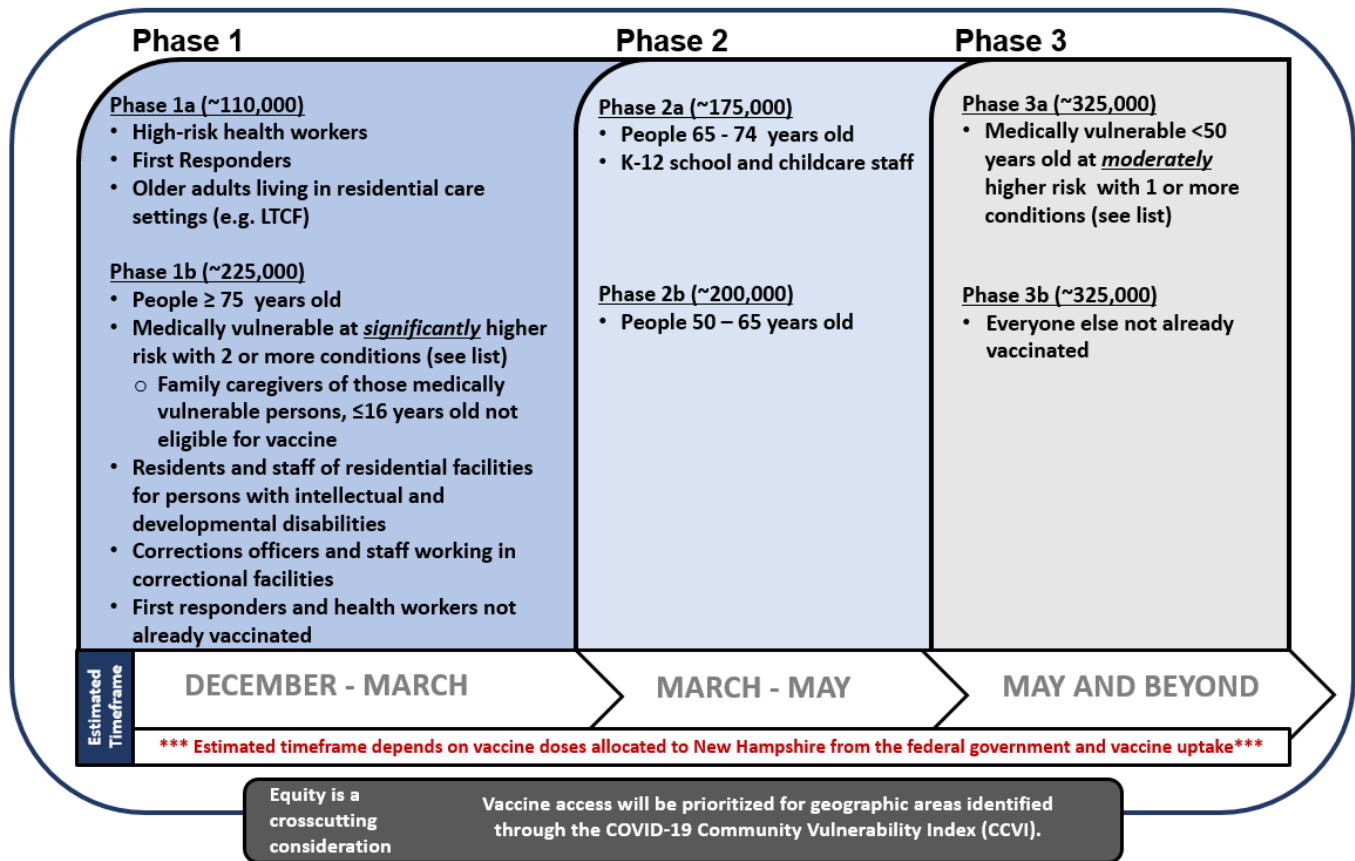 Phase 1
Phase 2
Phase 3
Phase 1a (~110,000)
• High-risk health workers
• First Responders
• Older adults living in residential care
settings (e.g. LTCF)
Phase 1b (~225,000)
• People ≥ 75 years old
• Medically vulnerable at significantly higher
risk with 2 or more conditions (see list)
o Family caregivers of those medically
vulnerable persons, ≤16 years old not
eligible for vaccine
• Residents and staff of residential facilities
for persons with intellectual and
developmental disabilities
• Corrections officers and staff working in
correctional facilities
• First responders and health workers not
already vaccinated
Phase 2a (~175,000)
• People 65 - 74 years old
• K-12 school and childcare staff
Phase 2b (~200,000)
• People 50 – 65 years old
Phase 3a (~325,000)
• Medically vulnerable <50
years old at moderately
higher risk with 1 or more
conditions (see list)
Phase 3b (~325,000)
• Everyone else not already
vaccinated
Estimated
Timeframe
DECEMBER - MARCH
MARCH - MAY
MAY AND BEYOND
*** Estimated timeframe depends on vaccine doses allocated to New Hampshire from the federal government and vaccine uptake***
Equity is a
crosscutting
consideration
Vaccine access will be prioritized for geographic areas identified
through the COVID-19 Community Vulnerability Index (CCVI).